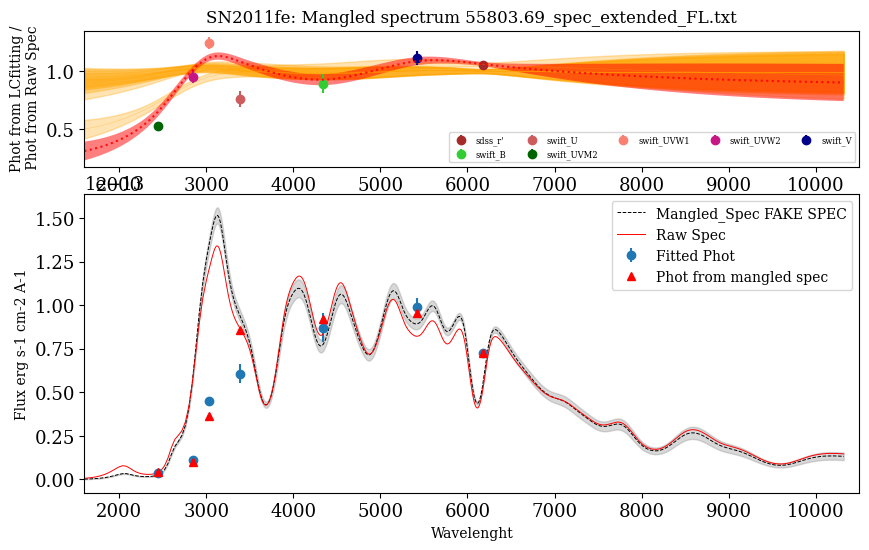 SN2011fe: Mangled spectrum 55803.69_spec_extended_FL.txt
Phot from LCfitting /
Phot from Raw Spec
1.0
0.5
sdss_r'
swift_U
swift_UVW1
swift_UVW2
swift_V
swift_B
swift_UVM2
2000 3000 4000 5000 6000 7000 8000 9000 10000
1e−13
Flux erg s-1 cm-2 A-1
1.50
1.25
1.00
0.75
0.50
0.25
0.00
Mangled_Spec FAKE SPEC
Raw Spec
Fitted Phot
Phot from mangled spec
2000 3000 4000 5000 6000 7000 8000 9000 10000
Wavelenght